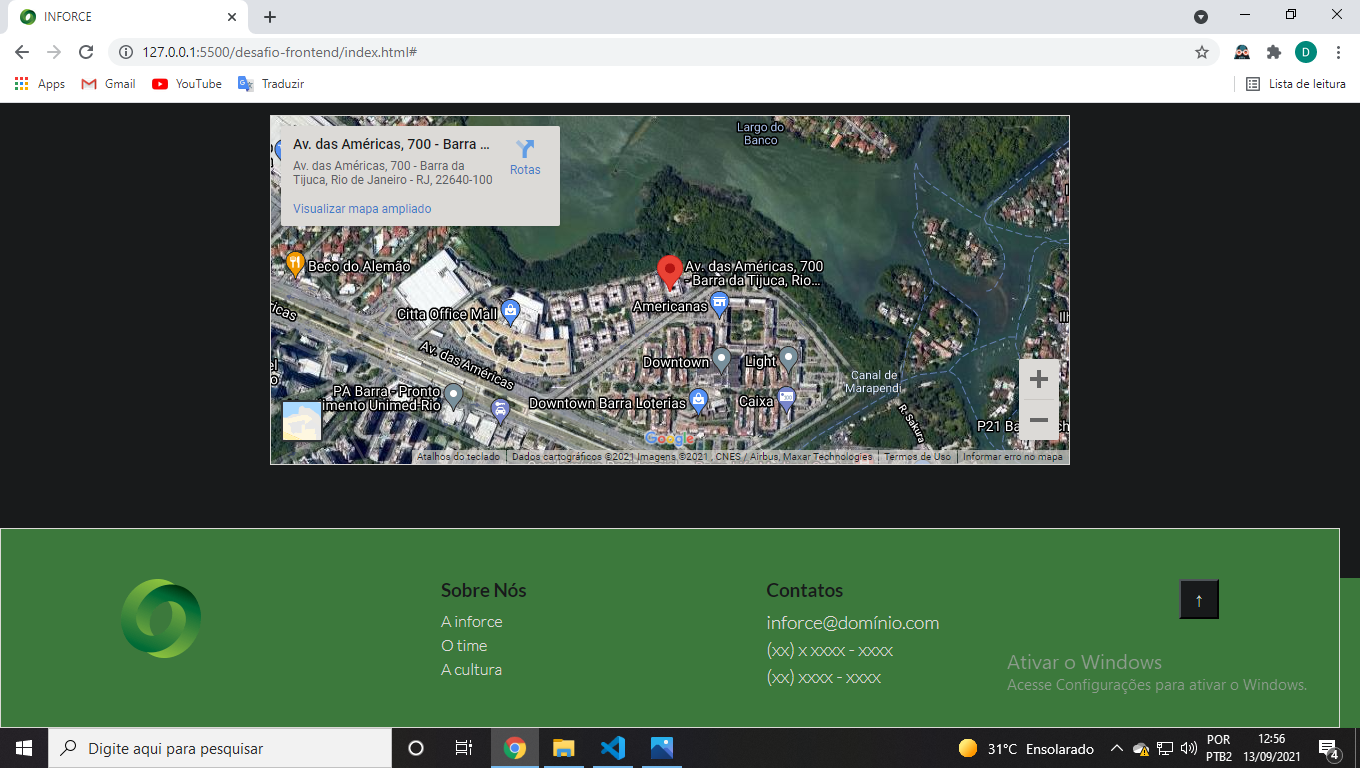 INFORCE
127.0.0.1:5500/desafio-frontend/index.html#
D
Apps
Gmail
YouTube
Traduzir
Lista de leitura
Av. das Américas, 700 - Barra ...
Av. das Américas, 700 - Barra da
Tijuca, Rio de Janeiro - RJ, 22640-100
Rotas
Visualizar mapa ampliado
Largo do
Banco
Beco do Alemão
Av. das Américas, 700
- Barra da Tijuca, Rio...
Americanas
Citta Office Mall
Av. das Américas
Downtown
Light
Canal de
Marapendi
PA Barra - Pronto
imento Unimed-Rio
Downtown Barra Loterias
Caixa
R. Sakura
P21 Ba
ch
Google
Atalhos do teclado
Dados cartográficos ©2021 Imagens ©2021 , CNES / Airbus, Maxar Technologies
Termos de Uso
Informar erro no mapa
Sobre Nós
A inforce
O time
A cultura
Contatos
inforce@domínio.com
(xx) x xxxx - xxxx
(xx) xxxx - xxxx
↑
Ativar o Windows
Acesse Configurações para ativar o Windows.
Digite aqui para pesquisar
31°C Ensolarado
POR
PTB2
12:56
13/09/2021
4